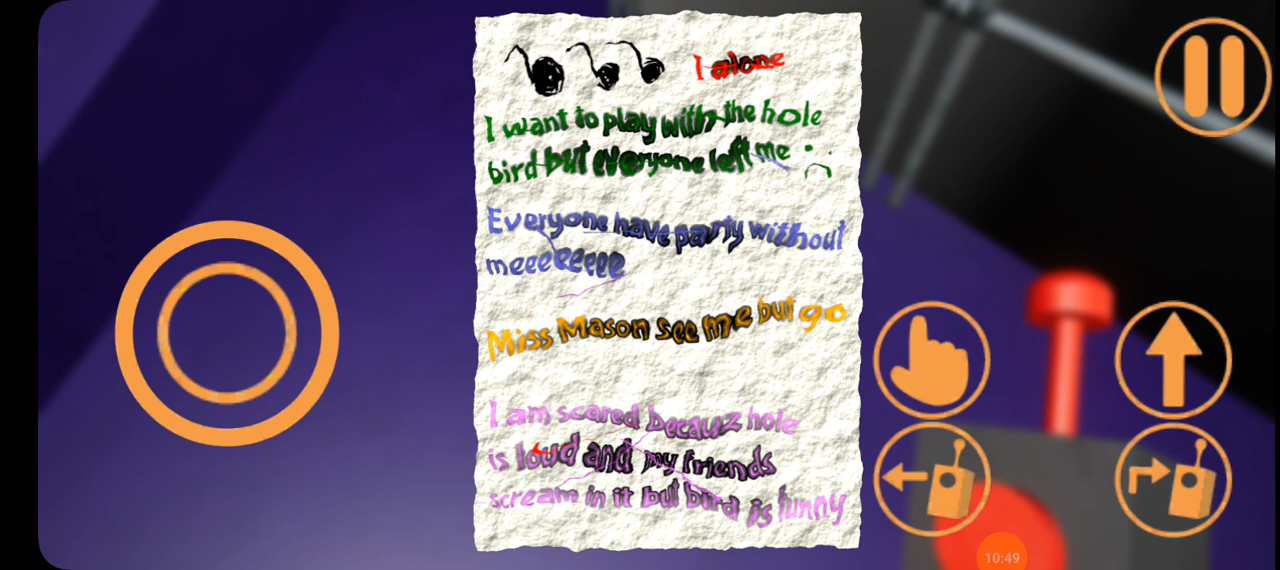 I alone
I want to play with the hole
bird but everyone left me :(
Everyone have party without
meeeeeeee
Miss Mason see me but go
I am scared becauz hole
is loud and my friends
scream in it but bird is funny
10:49